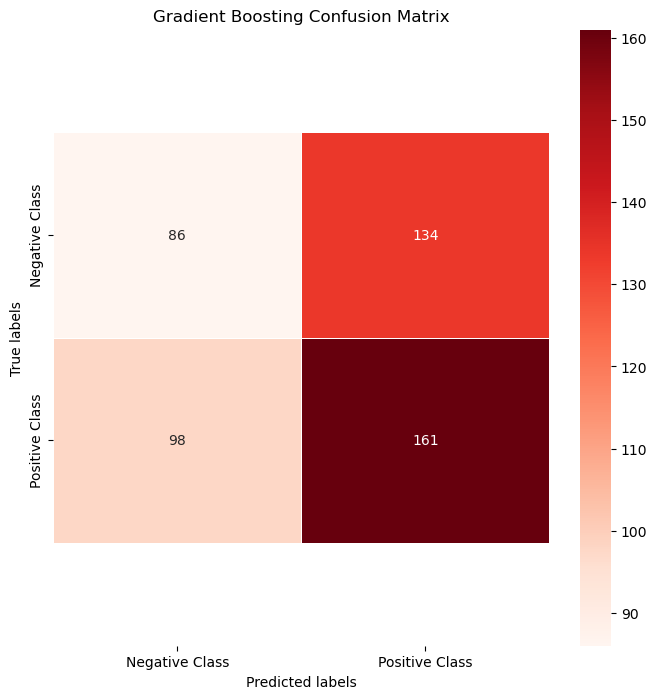 Gradient Boosting Confusion Matrix
True labels
Negative Class
Positive Class
86
134
98
161
Negative Class
Positive Class
Predicted labels
160
150
140
130
120
110
100
90